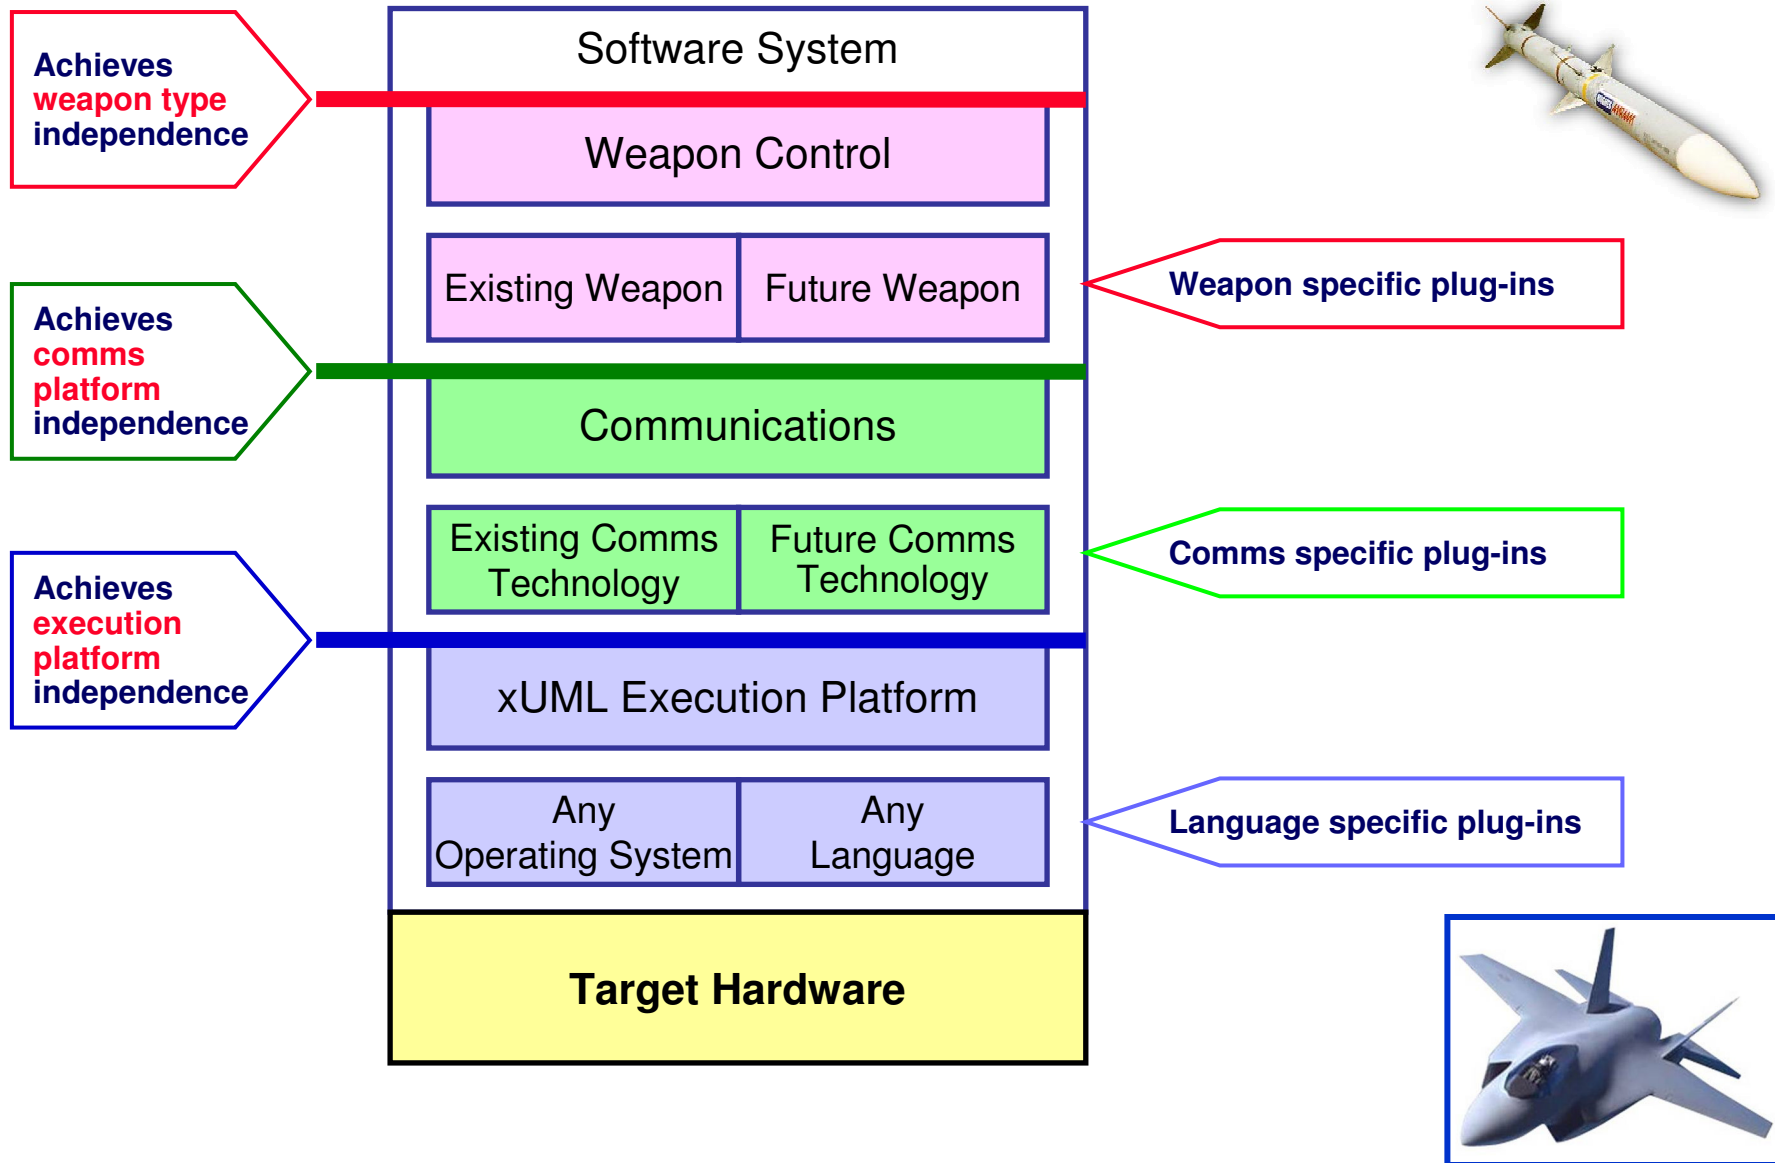 Achieves
weapon type
independence
Software System
Weapon Control
Existing Weapon
Future Weapon
Weapon specific plug-ins
Achieves
comms
platform
independence
Communications
Existing Comms
Technology
Future Comms
Technology
Comms specific plug-ins
Achieves
execution
platform
independence
xUML Execution Platform
Any
Operating System
Any
Language
Language specific plug-ins
Target Hardware